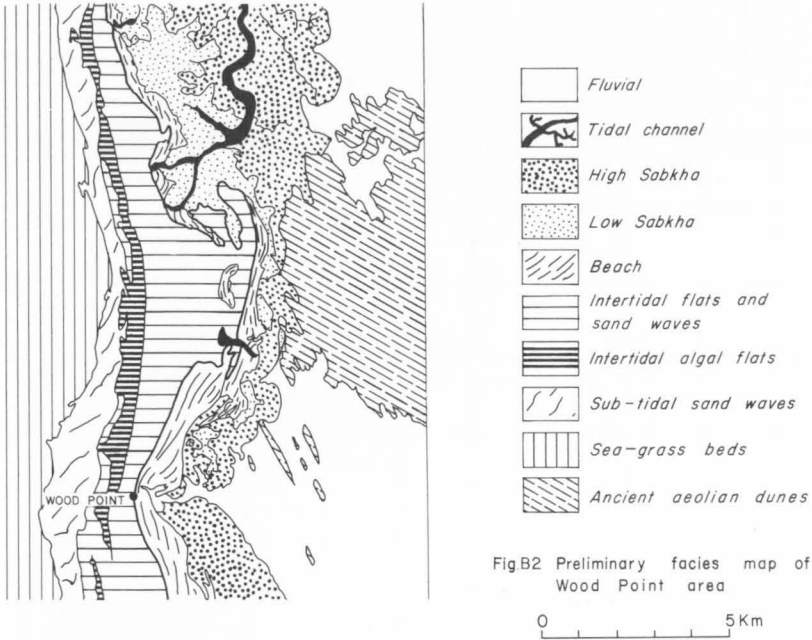 Fluvial
Tidal channel
High Sabkha
Low Sabkha
Beach
Intertidal flats and
sand waves
Intertidal algal flats
Sub-tidal sand waves
Sea-grass beds
Ancient aeolian dunes
WOOD POINT
Fig.B2 Preliminary facies map of
Wood Point area
0 5 Km